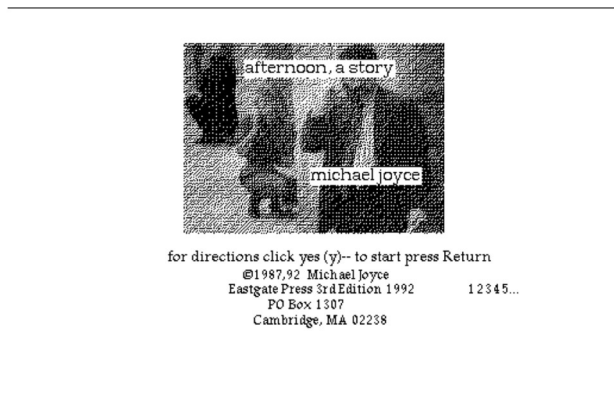 afternoon, a story
michael joyce
for directions click yes (y)-- to start press Return
©1987,92 Michael Joyce
Eastgate Press 3rd Edition 1992 12345...
PO Box 1307
Cambridge, MA 02238